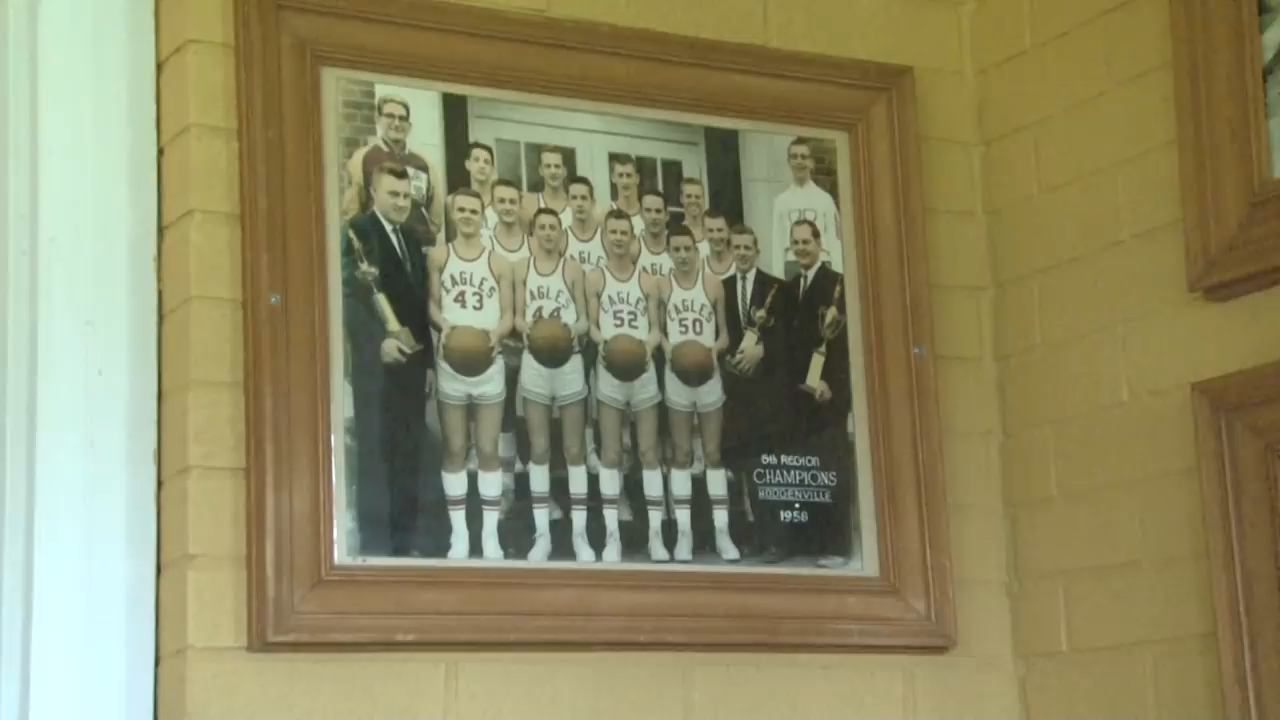 EAGLES
43
EAGLES
44
EAGLES
52
EAGLES
50
6th REGION
CHAMPIONS
HODGENVILLE
1958